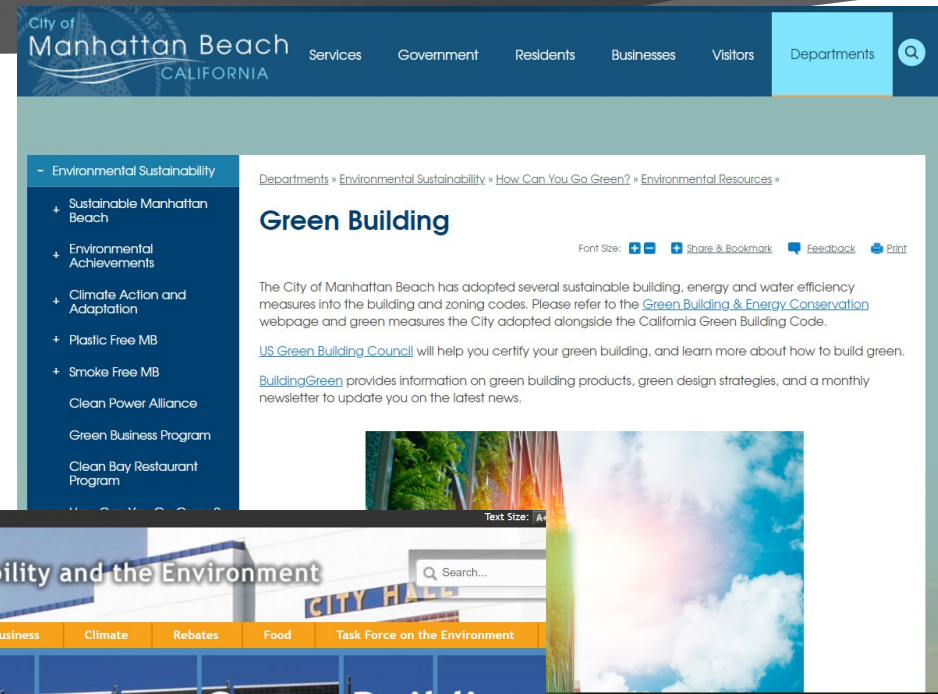 City of
Manhattan Beach
CALIFORNIA
Services Government Residents Businesses Visitors Departments
- Environmental Sustainability
+ Sustainable Manhattan
Beach
+ Environmental
Achievements
+ Climate Action and
Adaptation
+ Plastic Free MB
+ Smoke Free MB
Clean Power Alliance
Green Business Program
Clean Bay Restaurant
Program
Departments » Environmental Sustainability » How Can You Go Green? » Environmental Resources »
Green Building
Font Size: + - + Share & Bookmark Feedback Print
The City of Manhattan Beach has adopted several sustainable building, energy and water efficiency
measures into the building and zoning codes. Please refer to the Green Building & Energy Conservation
webpage and green measures the City adopted alongside the California Green Building Code.
US Green Building Council will help you certify your green building, and learn more about how to build green.
BuildingGreen provides information on green building products, green design strategies, and a monthly
newsletter to update you on the latest news.
Text Size:
bility and the Environment
Search...
CITY HALL
usiness Climate Rebates Food Task Force on the Environment